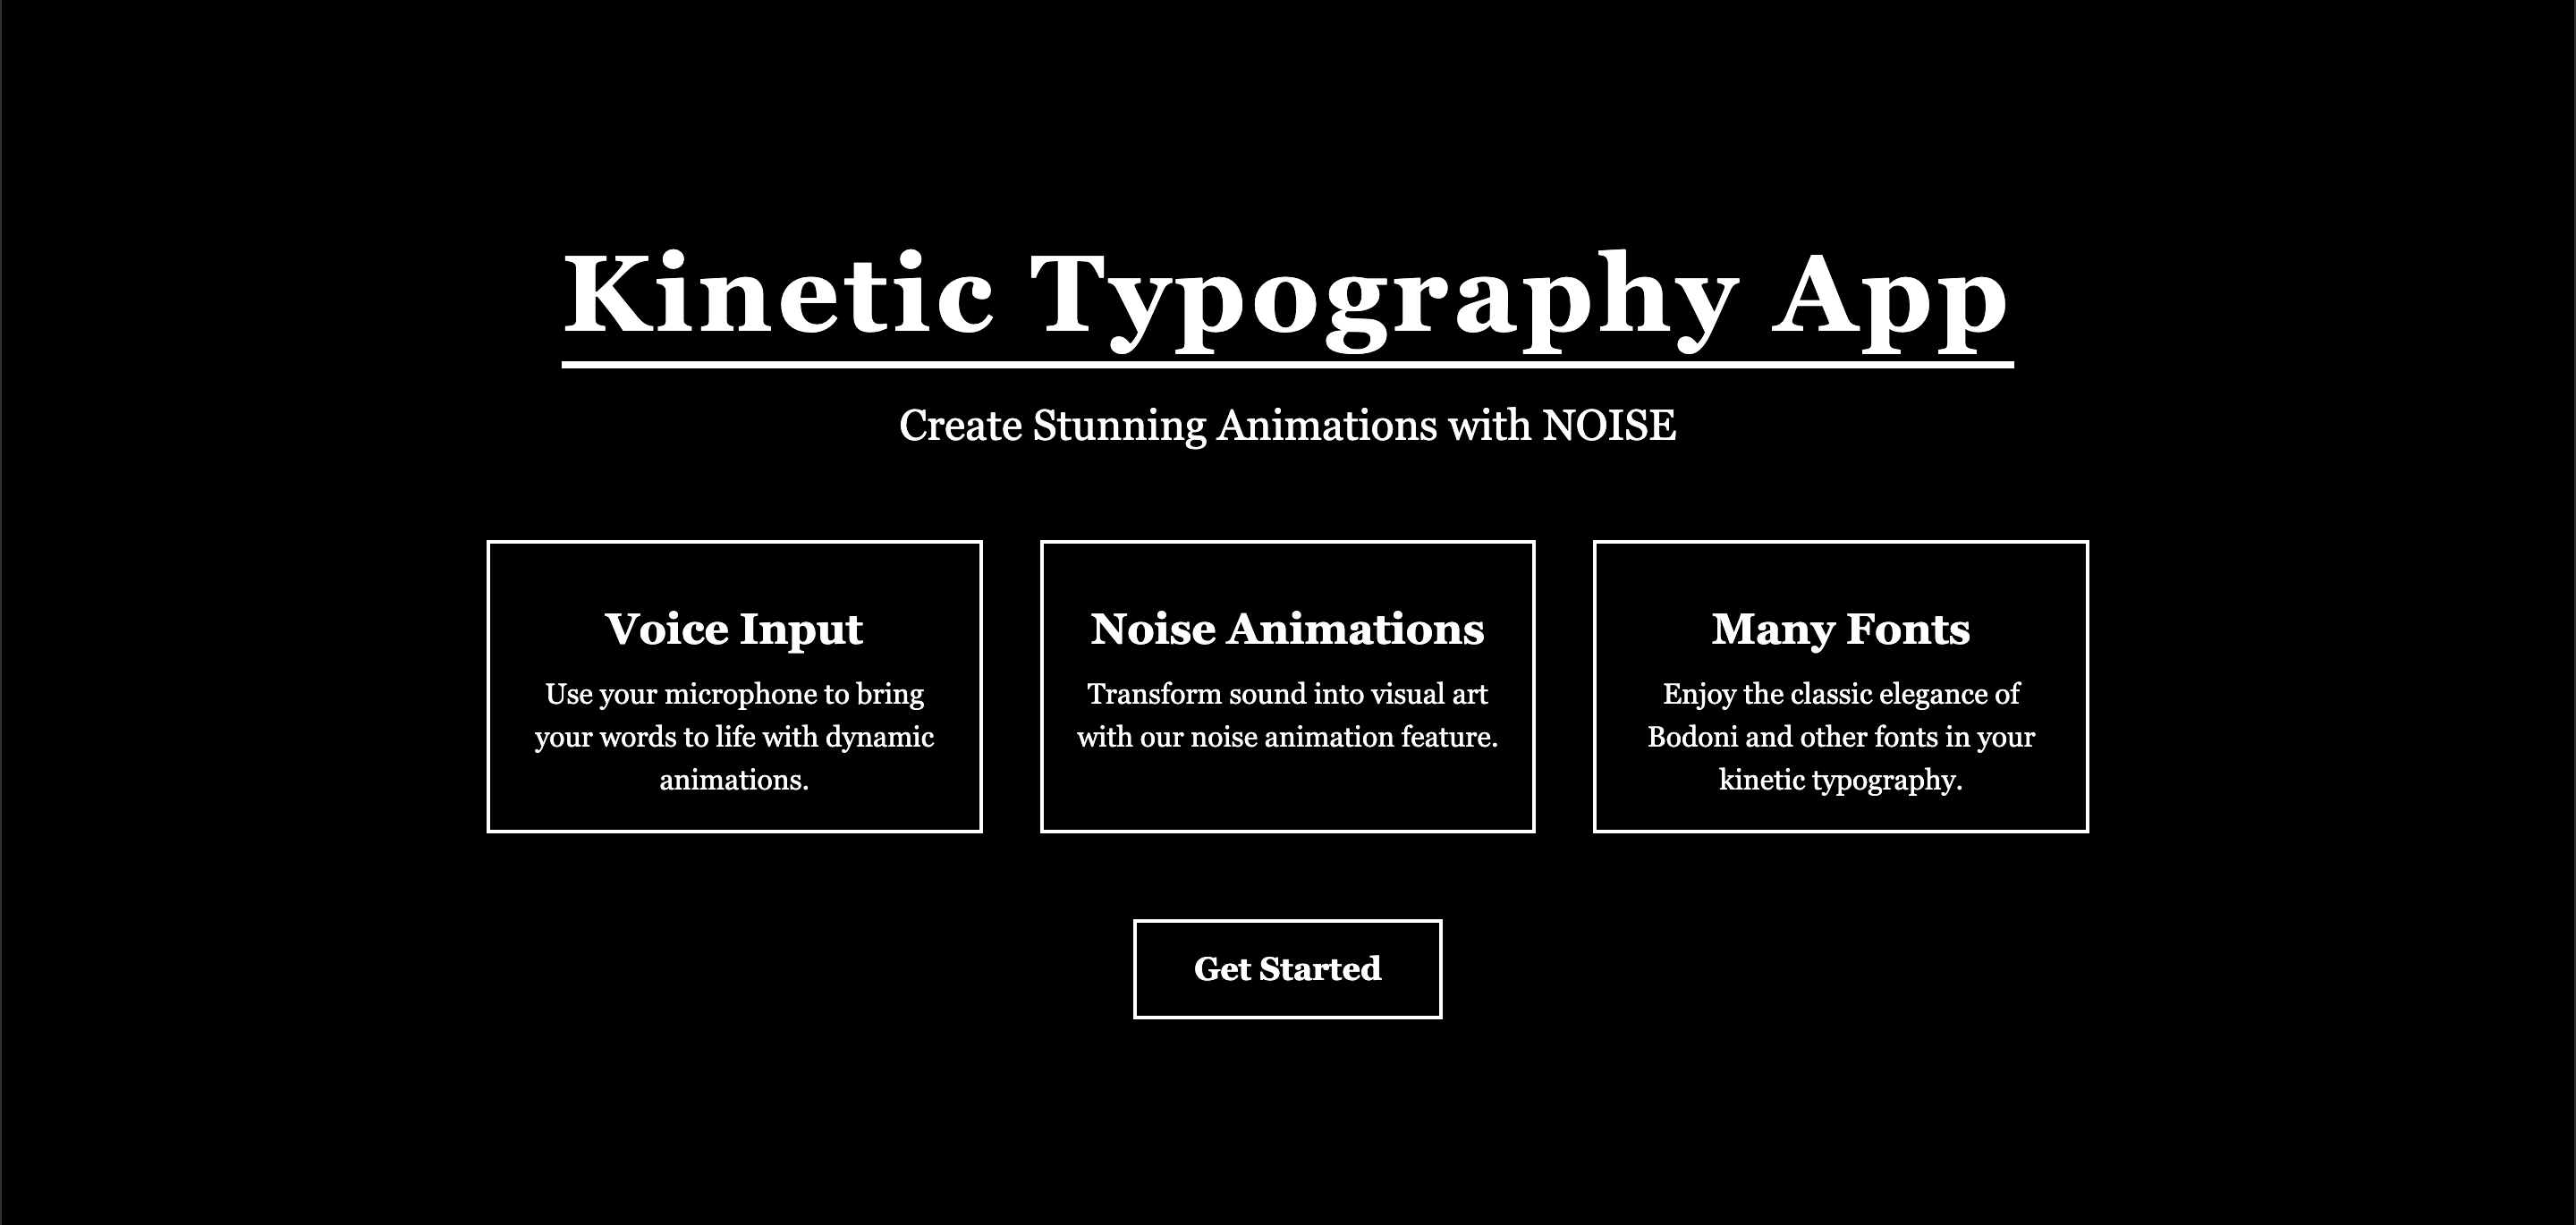 Kinetic Typography App
Create Stunning Animations with NOISE
Voice Input
Use your microphone to bring
your words to life with dynamic
animations.
Noise Animations
Transform sound into visual art
with our noise animation feature.
Many Fonts
Enjoy the classic elegance of
Bodoni and other fonts in your
kinetic typography.
Get Started